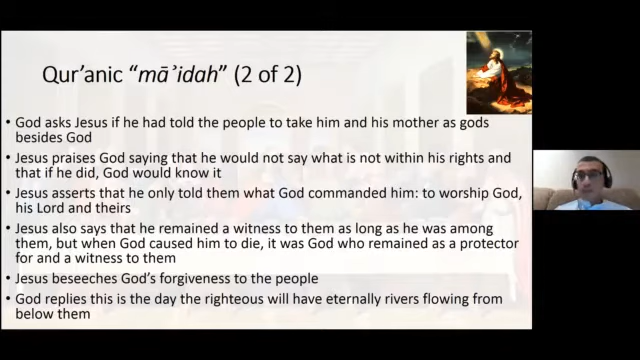 Qur'anic “mā ʾidah” (2 of 2)
• God asks Jesus if he had told the people to take him and his mother as gods
besides God
• Jesus praises God saying that he would not say what is not within his rights and
that if he did, God would know it
• Jesus asserts that he only told them what God commanded him: to worship God,
his Lord and theirs
• Jesus also says that he remained a witness to them as long as he was among
them, but when God caused him to die, it was God who remained as a protector
for and a witness to them
• Jesus beseeches God's forgiveness to the people
• God replies this is the day the righteous will have eternally rivers flowing from
below them